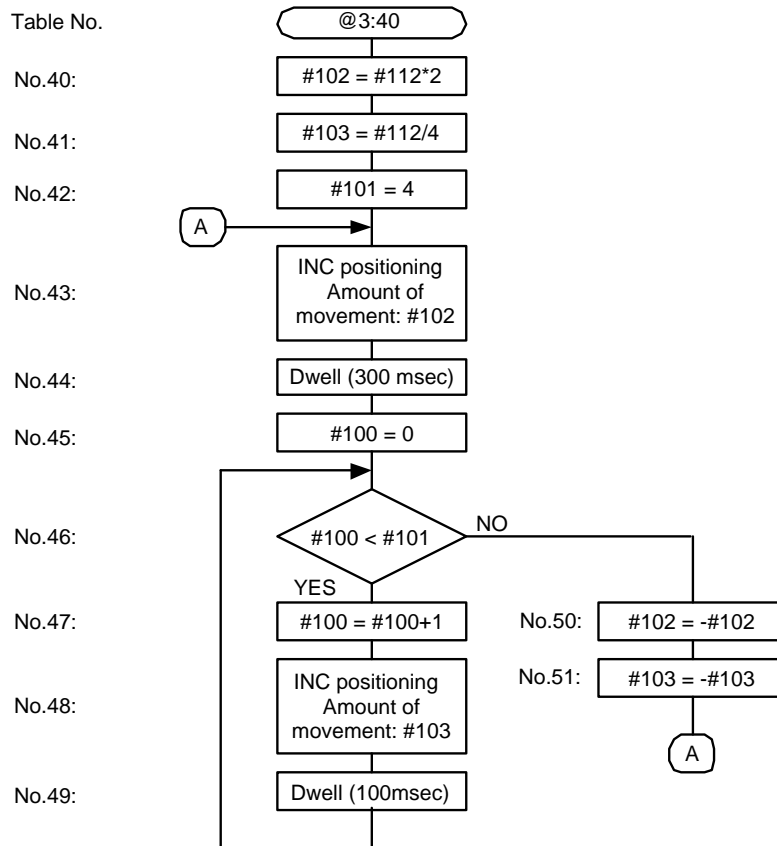 Table No.
@3:40
No.40:
#102 = #112*2
No.41:
#103 = #112/4
No.42:
#101 = 4
A
No.43:
INC positioning
Amount of
movement: #102
No.44:
Dwell (300 msec)
No.45:
#100 = 0
No.46:
#100 < #101
NO
YES
No.47:
#100 = #100+1
No.50:
#102 = -#102
No.48:
INC positioning
Amount of
movement: #103
No.51:
#103 = -#103
A
No.49:
Dwell (100msec)